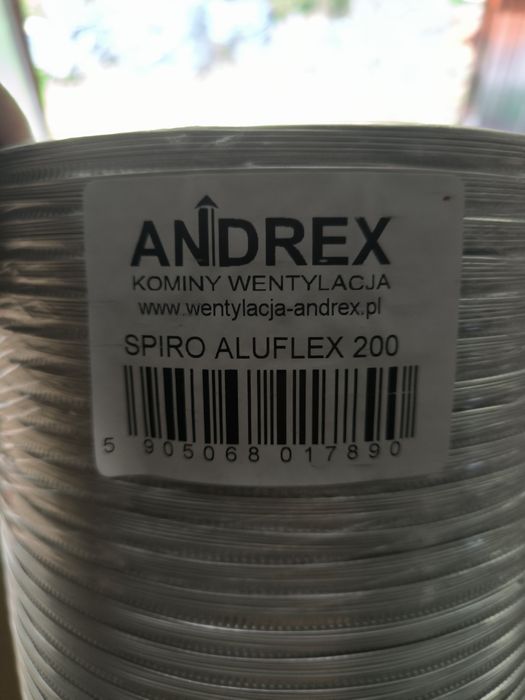 ANDREX
KOMINY WENTYLACJA
www.wentylacja-andrex.pl
SPIRO ALUFLEX 200
5 905068 017890